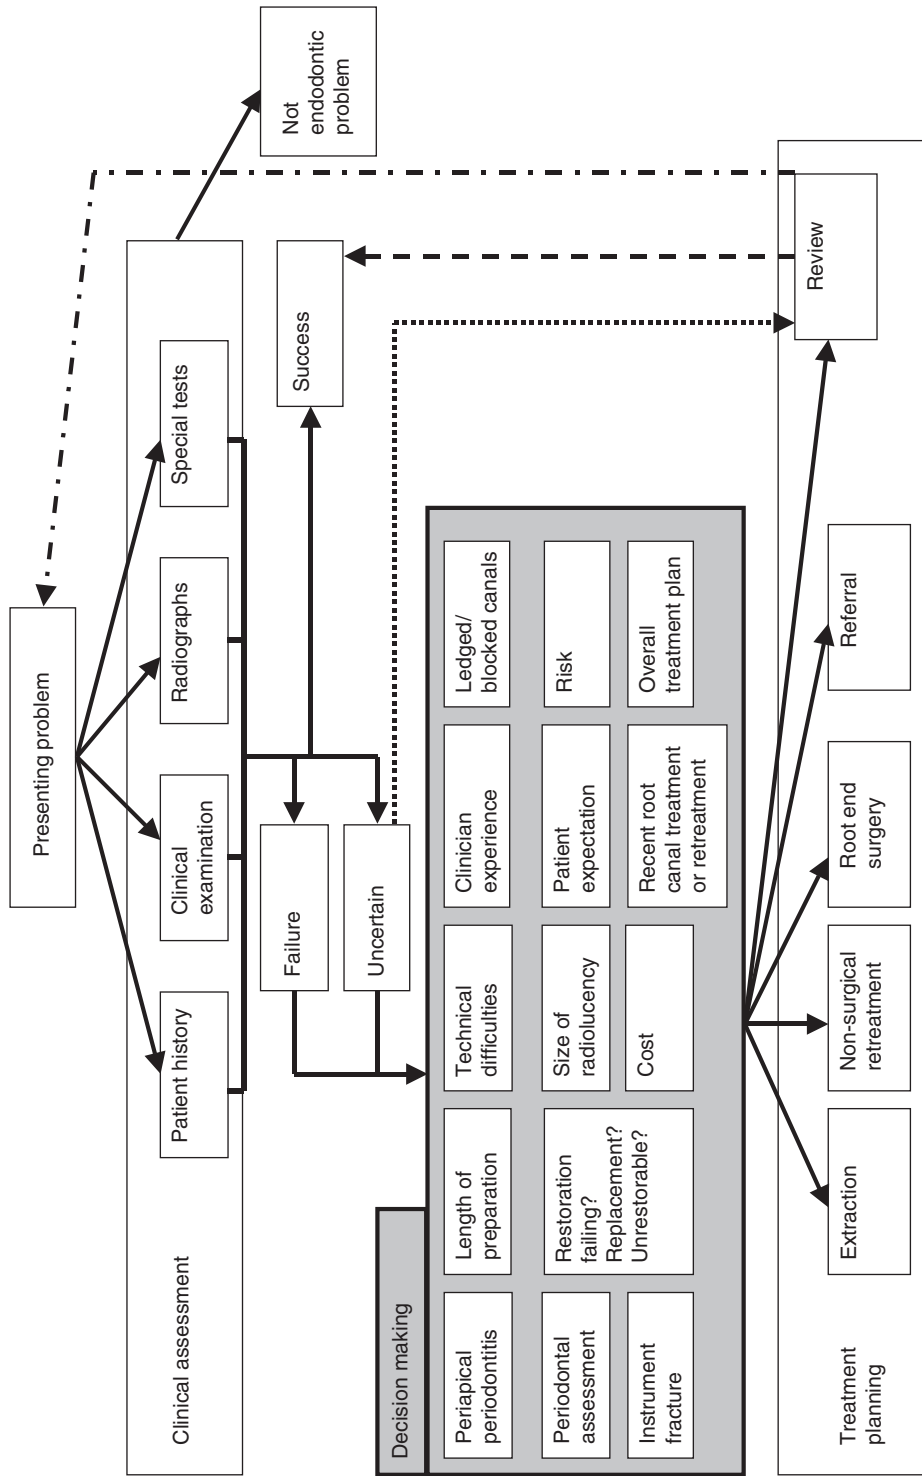 Presenting problem
Clinical assessment
Patient history
Clinical
examination
Radiographs
Special tests
Not
endodontic
problem
Failure
Success
Uncertain
Decision making
Periapical
periodontitis
Length of
preparation
Technical
difficulties
Clinician
experience
Ledged/
blocked canals
Periodontal
assessment
Restoration
failing?
Replacement?
Unrestorable?
Size of
radiolucency
Patient
expectation
Risk
Instrument
fracture
Cost
Recent root
canal treatment
or retreatment
Overall
treatment plan
Treatment
planning
Extraction
Non-surgical
retreatment
Root end
surgery
Referral
Review